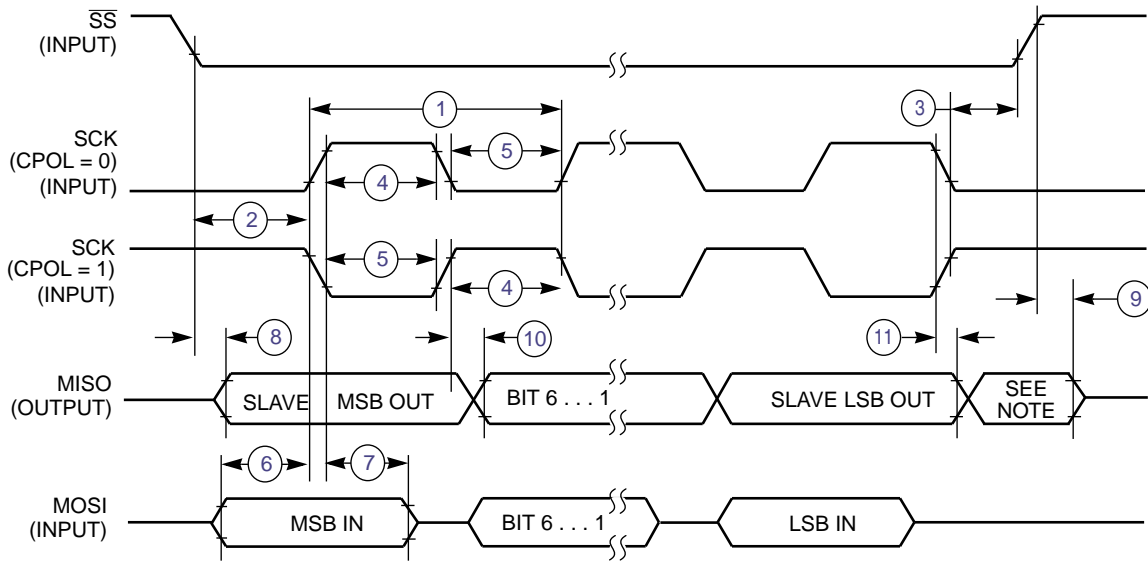 SS
(INPUT)
1
3
SCK
(CPOL = 0)
(INPUT)
5
4
2
SCK
(CPOL = 1)
(INPUT)
5
4
9
8
10
11
MISO
(OUTPUT)
SLAVE
MSB OUT
BIT 6 . . . 1
SLAVE LSB OUT
SEE
NOTE
6
7
MOSI
(INPUT)
MSB IN
BIT 6 . . . 1
LSB IN